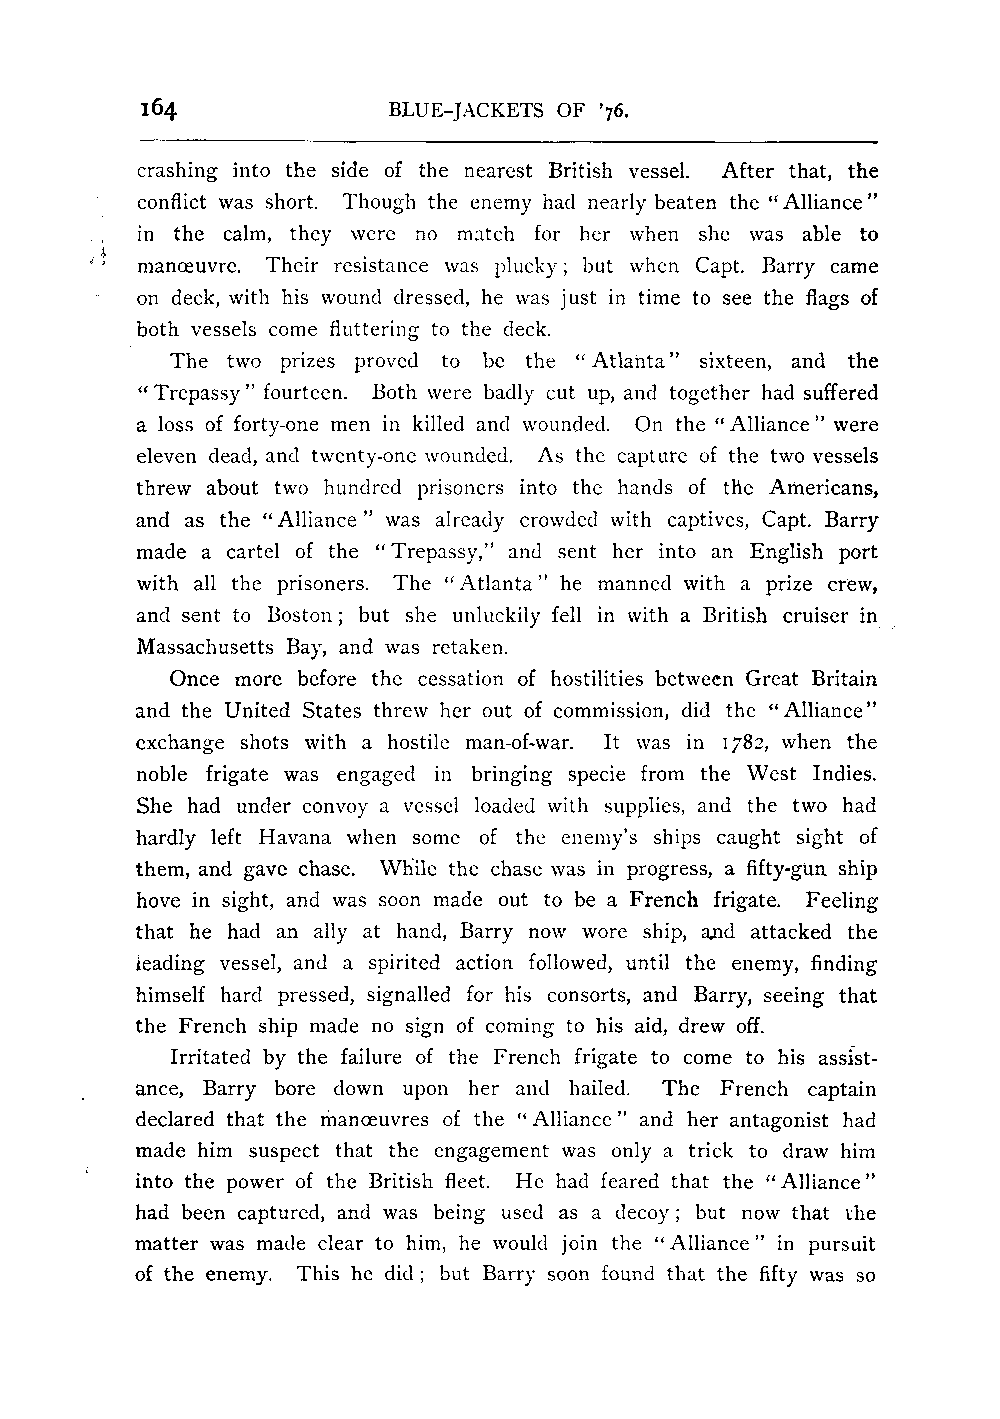 164 BLUE-JACKETS OF '76.
crashing into the side of the nearest British vessel. After that, the
conflict was short. Though the enemy had nearly beaten the "Alliance"
in the calm, they were no match for her when she was able to
manœuvre. Their resistance was plucky; but when Capt. Barry came
on deck, with his wound dressed, he was just in time to see the flags of
both vessels come fluttering to the deck.
The two prizes proved to be the "Atlanta" sixteen, and the
"Trepassy" fourteen. Both were badly cut up, and together had suffered
a loss of forty-one men in killed and wounded. On the "Alliance" were
eleven dead, and twenty-one wounded. As the capture of the two vessels
threw about two hundred prisoners into the hands of the Americans,
and as the "Alliance" was already crowded with captives, Capt. Barry
made a cartel of the "Trepassy," and sent her into an English port
with all the prisoners. The "Atlanta" he manned with a prize crew,
and sent to Boston; but she unluckily fell in with a British cruiser in
Massachusetts Bay, and was retaken.
Once more before the cessation of hostilities between Great Britain
and the United States threw her out of commission, did the "Alliance"
exchange shots with a hostile man-of-war. It was in 1782, when the
noble frigate was engaged in bringing specie from the West Indies.
She had under convoy a vessel loaded with supplies, and the two had
hardly left Havana when some of the enemy's ships caught sight of
them, and gave chase. While the chase was in progress, a fifty-gun ship
hove in sight, and was soon made out to be a French frigate. Feeling
that he had an ally at hand, Barry now wore ship, and attacked the
leading vessel, and a spirited action followed, until the enemy, finding
himself hard pressed, signalled for his consorts, and Barry, seeing that
the French ship made no sign of coming to his aid, drew off.
Irritated by the failure of the French frigate to come to his assist-
ance, Barry bore down upon her and hailed. The French captain
declared that the manœuvres of the "Alliance" and her antagonist had
made him suspect that the engagement was only a trick to draw him
into the power of the British fleet. He had feared that the "Alliance"
had been captured, and was being used as a decoy; but now that the
matter was made clear to him, he would join the "Alliance" in pursuit
of the enemy. This he did; but Barry soon found that the fifty was so